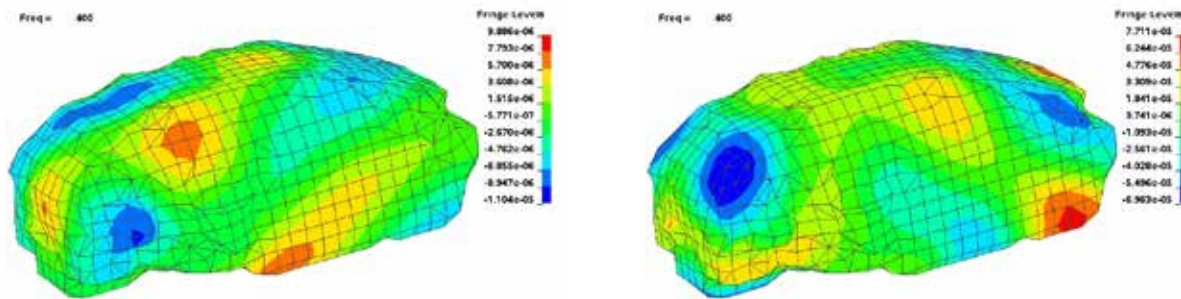 Freq = 400
Fringe Levels
9.886e-06
7.793e-06
5.700e-06
3.608e-06
1.515e-06
-5.771e-07
-2.670e-06
-4.762e-06
-6.855e-06
-8.947e-06
-1.104e-05
Freq = 400
Fringe Levels
7.711e-05
6.244e-05
4.776e-05
3.309e-05
1.841e-05
3.741e-06
-1.093e-05
-2.561e-05
-4.028e-05
-5.496e-05
-6.963e-05